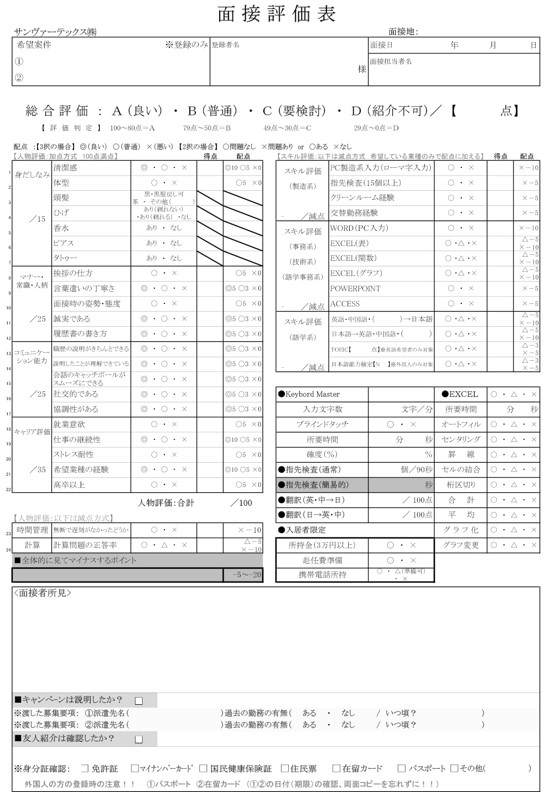 面接評価表
サンヴァーテックス㈱
面接地:
希望案件 ※登録のみ 登録者名 面接日 年 月 日
① 様 面接担当者名
②
総合評価 : A(良い)・B(普通)・C(要検討)・D(紹介不可)/【 点】
【 評価判定 】 100~80点=A 79点~50点=B 49点~30点=C 29点~0点=D
配点 :【3択の場合】◎(良い) ○(普通) ×(悪い)【2択の場合】○問題なし ×問題あり or ○ある ×なし
【人物評価:加点方式 100点満点】 得点 配点
1 身だしなみ 清潔感 ◎・○・× ◎10 ○5 ×0
2 体型 ○・× ○5 ×0
3 頭髪 黒・黒髪戻し可 茶・その他( )
4 /15 ひげ あり(剃れない)・あり(剃れる)・なし
5 香水 あり・なし
6 ピアス あり・なし
7 タトゥー あり・なし
8 マナー・常識・人柄 挨拶の仕方 ○・× ○5 ×0
9 言葉遣いの丁寧さ ◎・○・× ◎5 ○3 ×0
10 面接時の姿勢・態度 ○・× ○5 ×0
11 /25 誠実である ◎・○・× ◎5 ○3 ×0
12 履歴書の書き方 ◎・○・× ◎5 ○3 ×0
13 コミュニケーション能力 職歴の説明がきちんとできる ◎・○・× ◎5 ○3 ×0
14 説明したことが理解できている ◎・○・× ◎5 ○3 ×0
15 会話のキャッチボールがスムーズにできる ◎・○・× ◎5 ○3 ×0
16 /25 社交的である ◎・○・× ◎5 ○3 ×0
17 協調性がある ◎・○・× ◎5 ○3 ×0
18 キャリア評価 就業意欲 ○・× ○5 ×0
19 仕事の継続性 ◎・○・× ◎10 ○5 ×0
20 ストレス耐性 ○・× ○5 ×0
21 /35 希望業種の経験 ◎・○・× ◎10 ○5 ×0
22 高卒以上 ○・× ○5 ×0
人物評価:合計 /100
【人物評価:以下は減点方式】
23 時間管理 無断で遅刻がなかったどうか ○・× ×-10
24 計算 計算問題の正答率 ○・△・× △-5 ×-10
■全体的に見てマイナスするポイント
-5~-20
【スキル評価:以下は減点方式 希望している業種のみで配点に加える】 得点 配点
スキル評価 (製造系) PC製造系入力(ローマ字入力) ○・× ×-10
指先検査(15個以上) ○・× ×-5
クリーンルーム経験 ○・× ×-5
- /減点 交替勤務経験 ○・× ×-5
スキル評価 (事務系) (技術系) (語学事務系) WORD(PC入力) ○・× ×-10
EXCEL(表) ○・△・× △-5 ×-10
EXCEL(関数) ○・△・× △-5 ×-10
EXCEL(グラフ) ○・△・× △-5 ×-10
POWERPOINT ○・× ×-5
- /減点 ACCESS ○・× ×-10
スキル評価 (語学系) 英語・中国語・( )→日本語 ○・△・× △-5 ×-10
日本語→英語・中国語・( ) ○・△・× △-5 ×-10
TOEIC【 点】※英語希望者のみ対象 ○・△・× △-3 ×-5
- /減点 日本語能力検定【N 】※外国人のみ対象 ○・△・× △-3 ×-5
●Keybord Master ●EXCEL ○・△・×
入力文字数 文字/分 所要時間 分 秒
ブラインドタッチ ○・× オートフィル ○・△・×
所要時間 分 秒 センタリング ○・△・×
確度(%) % 罫線 ○・△・×
●指先検査(通常) 個/90秒 セルの結合 ○・△・×
●指先検査(簡易的) 秒 桁区切り ○・△・×
●翻訳(英・中→日) /100点 合計 ○・△・×
●翻訳(日→英・中) /100点 平均 ○・△・×
●入居者限定 グラフ化 ○・△・×
所持金(3万円以上) ○・× グラフ変更 ○・△・×
赴任費準備 ○・×
携帯電話所持 ○・△(準備可)・×
<面接者所見>
■キャンペーンは説明したか? □
※渡した募集要項: ①派遣先名( )過去の勤務の有無( ある ・ なし / いつ頃? )
※渡した募集要項: ②派遣先名( )過去の勤務の有無( ある ・ なし / いつ頃? )
■友人紹介は確認したか? □
※身分証確認: □免許証 □マイナンバーカード □国民健康保険証 □住民票 □在留カード □パスポート □その他( )
外国人の方の登録時の注意!! ①パスポート ②在留カード (①②の日付(期限)の確認、両面コピーを忘れずに!!)